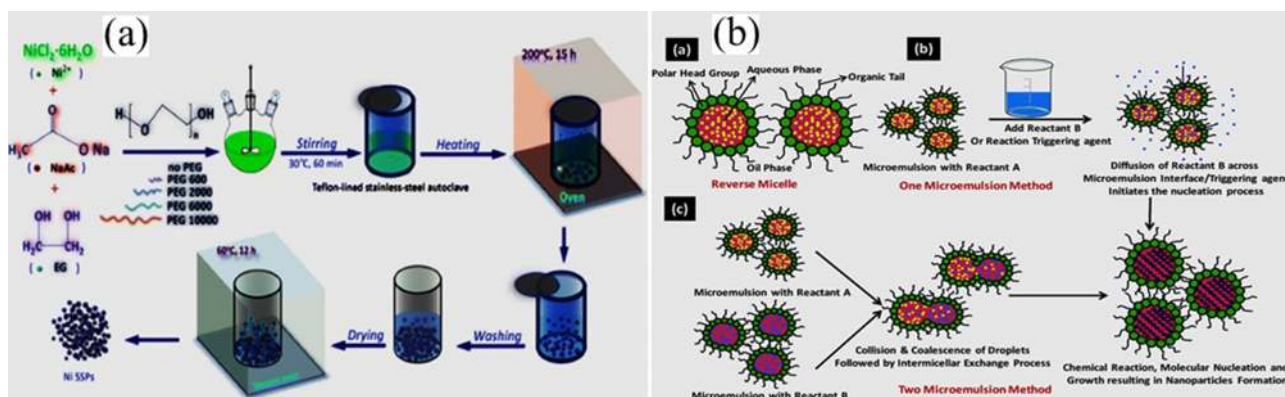 (a)
NiCl₂·6H₂O
( • Ni²⁺ )
+
O
H₃C
O Na
( • NaAc )
+
OH OH
H₂C CH₂
( • EG )
H
O
OH
n
no PEG
PEG 600
PEG 2000
PEG 6000
PEG 10000
Stirring
30°C, 60 min
Teflon-lined stainless-steel autoclave
Heating
200°C, 15 h
Oven
Washing
Drying
60°C, 12 h
Ni SSPs
(b)
(a)
Polar Head Group
Aqueous Phase
Organic Tail
Oil Phase
Reverse Micelle
(b)
Microemulsion with Reactant A
Add Reactant B
Or Reaction Triggering agent
One Microemulsion Method
Diffusion of Reactant B across
Microemulsion Interface/Triggering agen
Initiates the nucleation process
(c)
Microemulsion with Reactant A
Microemulsion with Reactant B
Collision & Coalescence of Droplets
Followed by Intermicellar Exchange Process
Two Microemulsion Method
Chemical Reaction, Molecular Nucleation and
Growth resulting in Nanoparticles Formation